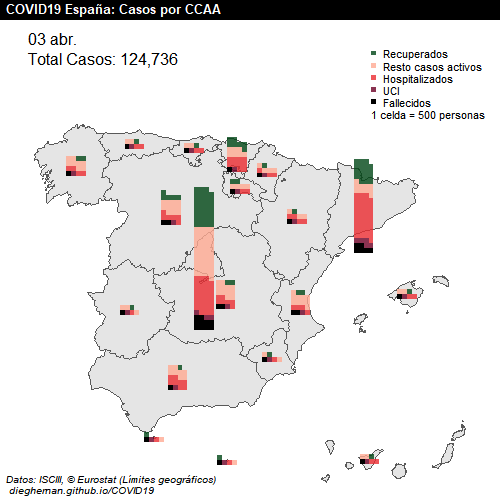 COVID19 España: Casos por CCAA
03 abr.
Total Casos: 124,736
Recuperados
Resto casos activos
Hospitalizados
UCI
Fallecidos
1 celda = 500 personas
Datos: ISCIII, © Eurostat (Límites geográficos)
diegheman.github.io/COVID19